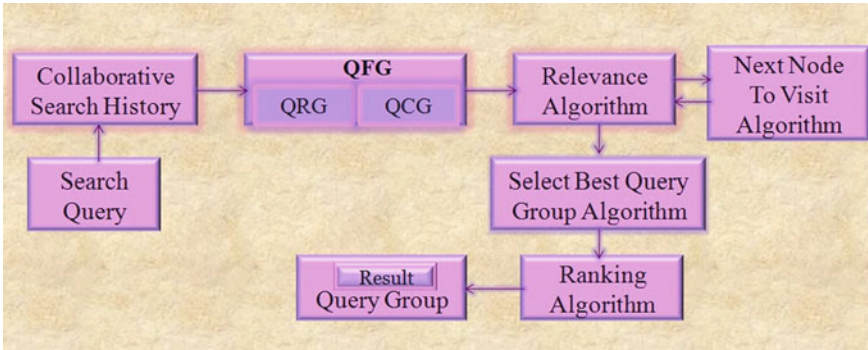 Collaborative
Search History
QFG
QRG
QCG
Relevance
Algorithm
Next Node
To Visit
Algorithm
Search
Query
Select Best Query
Group Algorithm
Result
Query Group
Ranking
Algorithm